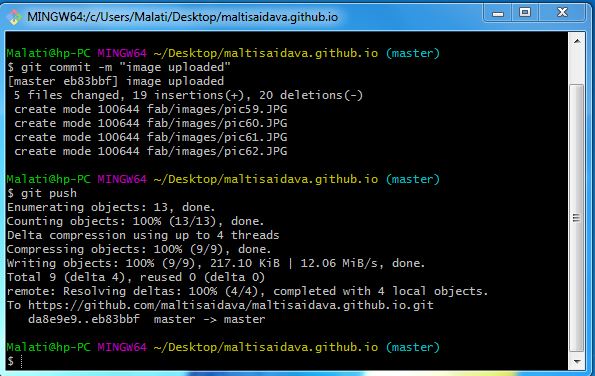 MINGW64:/c/Users/Malati/Desktop/maltisaidava.github.io
Malati@hp-PC MINGW64 ~/Desktop/maltisaidava.github.io (master)
$ git commit -m "image uploaded"
[master eb83bbf] image uploaded
 5 files changed, 19 insertions(+), 20 deletions(-)
 create mode 100644 fab/images/pic59.JPG
 create mode 100644 fab/images/pic60.JPG
 create mode 100644 fab/images/pic61.JPG
 create mode 100644 fab/images/pic62.JPG
Malati@hp-PC MINGW64 ~/Desktop/maltisaidava.github.io (master)
$ git push
Enumerating objects: 13, done.
Counting objects: 100% (13/13), done.
Delta compression using up to 4 threads
Compressing objects: 100% (9/9), done.
Writing objects: 100% (9/9), 217.10 KiB | 12.06 MiB/s, done.
Total 9 (delta 4), reused 0 (delta 0)
remote: Resolving deltas: 100% (4/4), completed with 4 local objects.
To https://github.com/maltisaidava/maltisaidava.github.io.git
   da8e9e9..eb83bbf  master -> master
Malati@hp-PC MINGW64 ~/Desktop/maltisaidava.github.io (master)
$